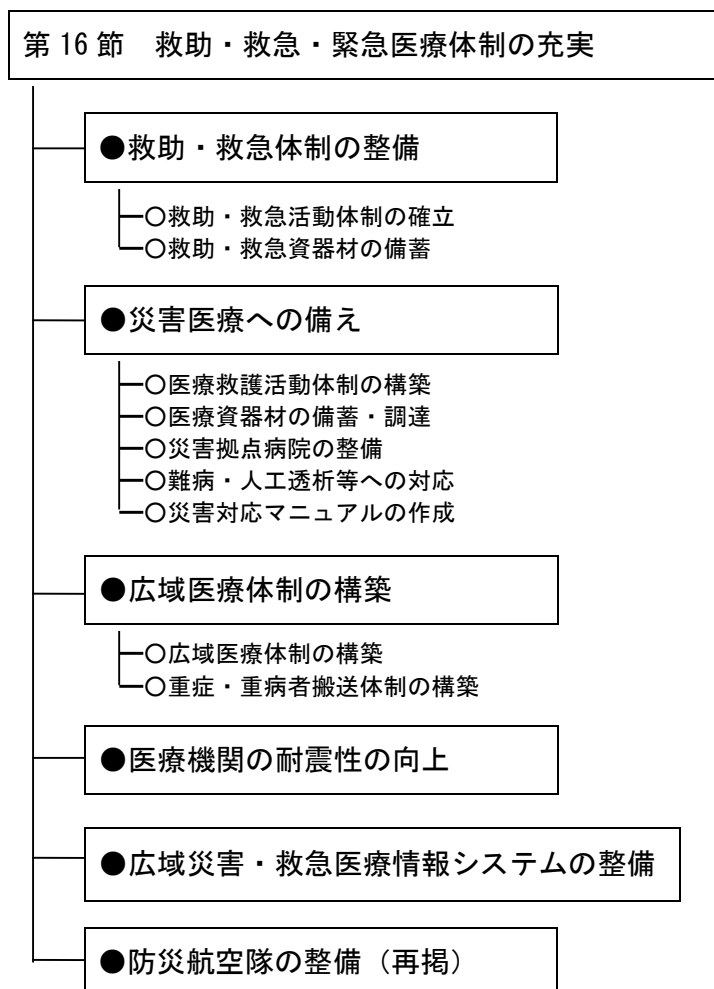 第16節　救助・救急・緊急医療体制の充実
●救助・救急体制の整備
○救助・救急活動体制の確立
○救助・救急資器材の備蓄
●災害医療への備え
○医療救護活動体制の構築
○医療資器材の備蓄・調達
○災害拠点病院の整備
○難病・人工透析等への対応
○災害対応マニュアルの作成
●広域医療体制の構築
○広域医療体制の構築
○重症・重病者搬送体制の構築
●医療機関の耐震性の向上
●広域災害・救急医療情報システムの整備
●防災航空隊の整備（再掲）